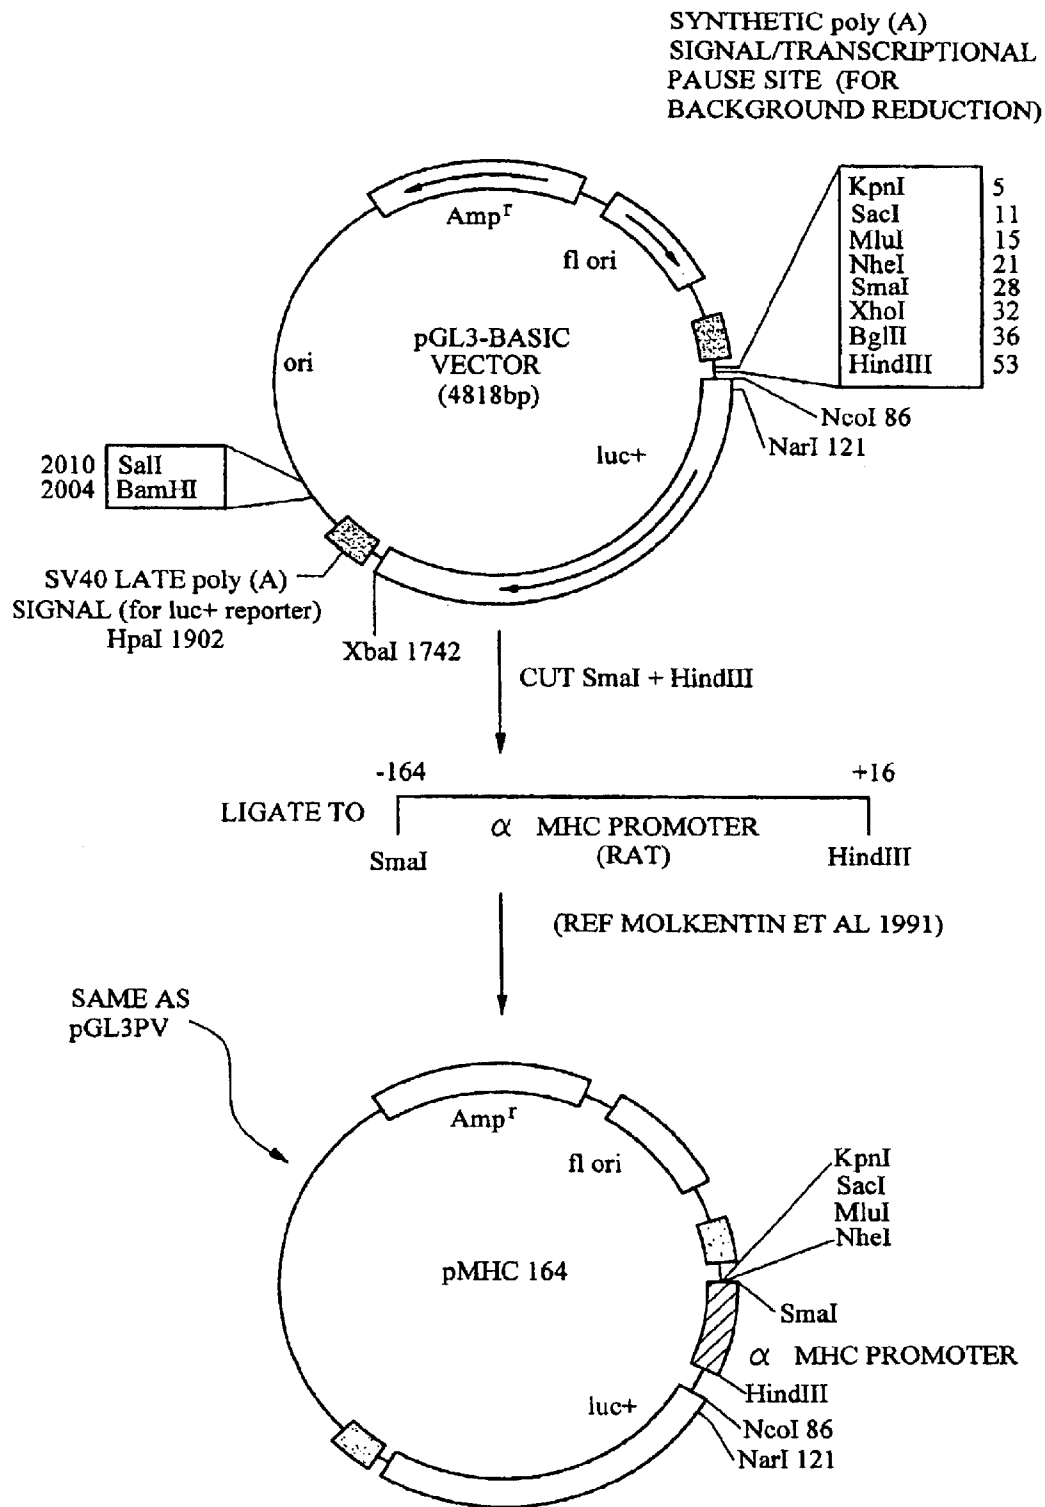 SYNTHETIC poly (A)
SIGNAL/TRANSCRIPTIONAL
PAUSE SITE (FOR
BACKGROUND REDUCTION)
KpnI 5
SacI 11
MluI 15
NheI 21
SmaI 28
XhoI 32
BglII 36
HindIII 53
Ampr
fl ori
pGL3-BASIC
VECTOR
(4818bp)
ori
NcoI 86
NarI 121
luc+
2010 SalI
2004 BamHI
SV40 LATE poly (A)
SIGNAL (for luc+ reporter)
HpaI 1902
XbaI 1742
CUT SmaI + HindIII
-164 +16
LIGATE TO
α MHC PROMOTER
(RAT)
SmaI HindIII
(REF MOLKENTIN ET AL 1991)
SAME AS
pGL3PV
Ampr
fl ori
KpnI
SacI
MluI
NheI
pMHC 164
SmaI
α MHC PROMOTER
HindIII
luc+
NcoI 86
NarI 121